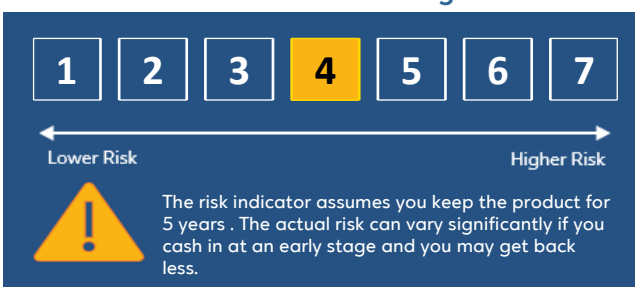 1 2 3 4 5 6 7
Lower Risk Higher Risk
The risk indicator assumes you keep the product for
5 years . The actual risk can vary significantly if you
cash in at an early stage and you may get back
less.